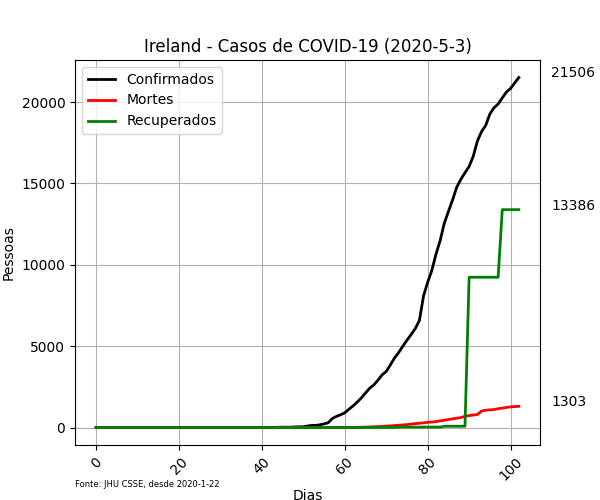 Ireland - Casos de COVID-19 (2020-5-3)
Confirmados
Mortes
Recuperados
21506
13386
1303
20000
15000
10000
5000
0
Pessoas
0 20 40 60 80 100
Fonte: JHU CSSE, desde 2020-1-22
Dias